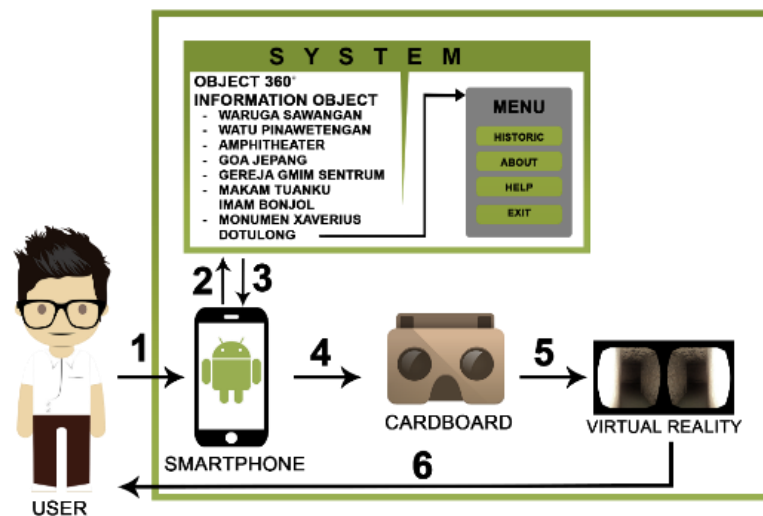 SYSTEM
OBJECT 360°
INFORMATION OBJECT
- WARUGA SAWANGAN
- WATU PINAWETENGAN
- AMPHITHEATER
- GOA JEPANG
- GEREJA GMIM SENTRUM
- MAKAM TUANKU
IMAM BONJOL
- MONUMEN XAVERIUS
DOTULONG
MENU
HISTORIC
ABOUT
HELP
EXIT
2
3
1
4
5
CARDBOARD
VIRTUAL REALITY
SMARTPHONE
6
USER